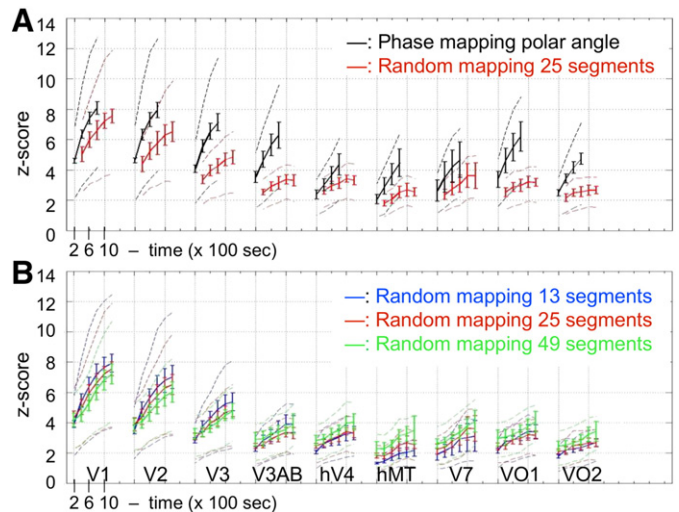 A
14
12
10
8
6
4
2
0
z-score
—: Phase mapping polar angle
—: Random mapping 25 segments
2 6 10 – time (x 100 sec)
B
14
12
10
8
6
4
2
0
z-score
—: Random mapping 13 segments
—: Random mapping 25 segments
—: Random mapping 49 segments
V1 V2 V3 V3AB hV4 hMT V7 VO1 VO2
2 6 10 – time (x 100 sec)